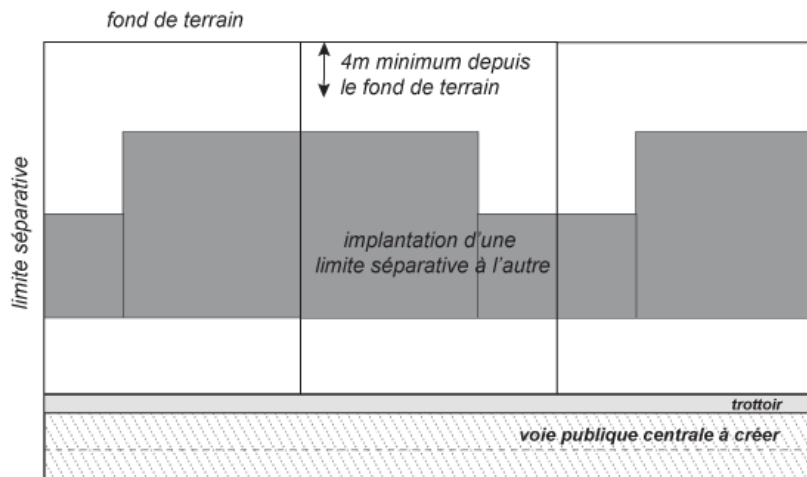 fond de terrain
4m minimum depuis
le fond de terrain
limite séparative
implantation d'une
limite séparative à l'autre
trottoir
voie publique centrale à créer